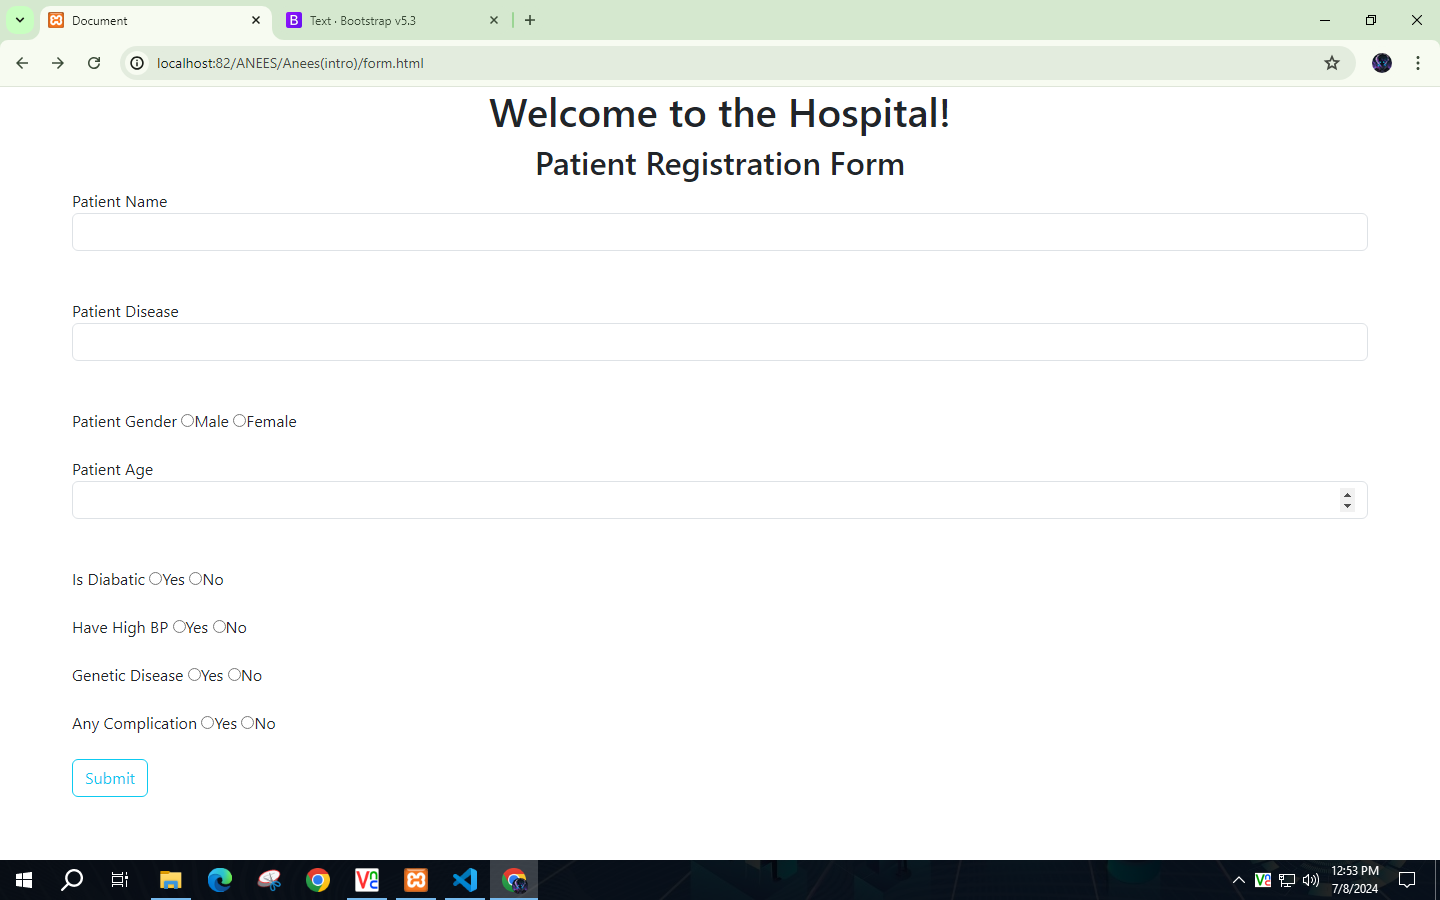 Document
Text · Bootstrap v5.3
localhost:82/ANEES/Anees(intro)/form.html
Welcome to the Hospital!
Patient Registration Form
Patient Name
Patient Disease
Patient Gender Male Female
Patient Age
Is Diabatic Yes No
Have High BP Yes No
Genetic Disease Yes No
Any Complication Yes No
Submit
12:53 PM
7/8/2024